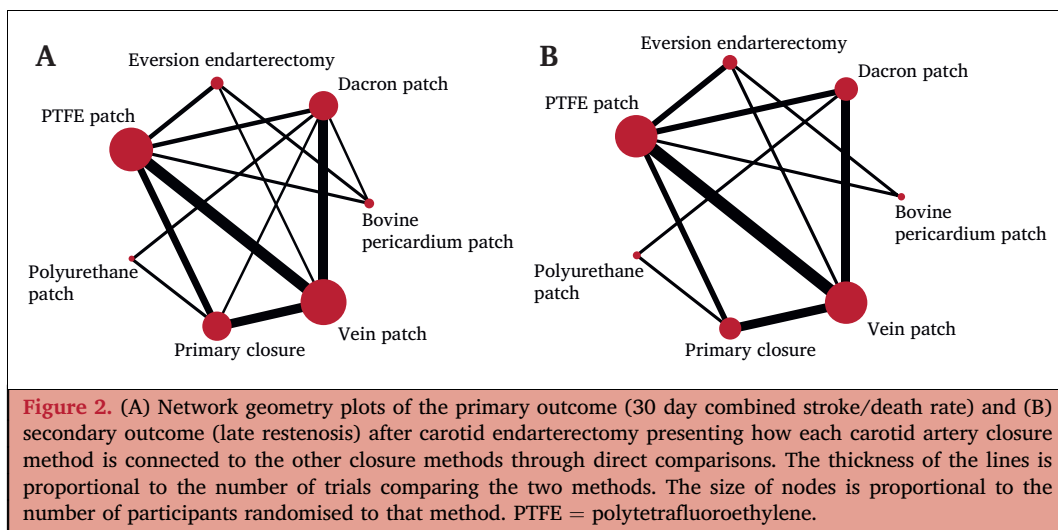 A
Eversion endarterectomy
Dacron patch
PTFE patch
Bovine
pericardium patch
Polyurethane
patch
Vein patch
Primary closure
B
Eversion endarterectomy
Dacron patch
PTFE patch
Bovine
pericardium patch
Polyurethane
patch
Vein patch
Primary closure
Figure 2. (A) Network geometry plots of the primary outcome (30 day combined stroke/death rate) and (B)
secondary outcome (late restenosis) after carotid endarterectomy presenting how each carotid artery closure
method is connected to the other closure methods through direct comparisons. The thickness of the lines is
proportional to the number of trials comparing the two methods. The size of nodes is proportional to the
number of participants randomised to that method. PTFE = polytetrafluoroethylene.